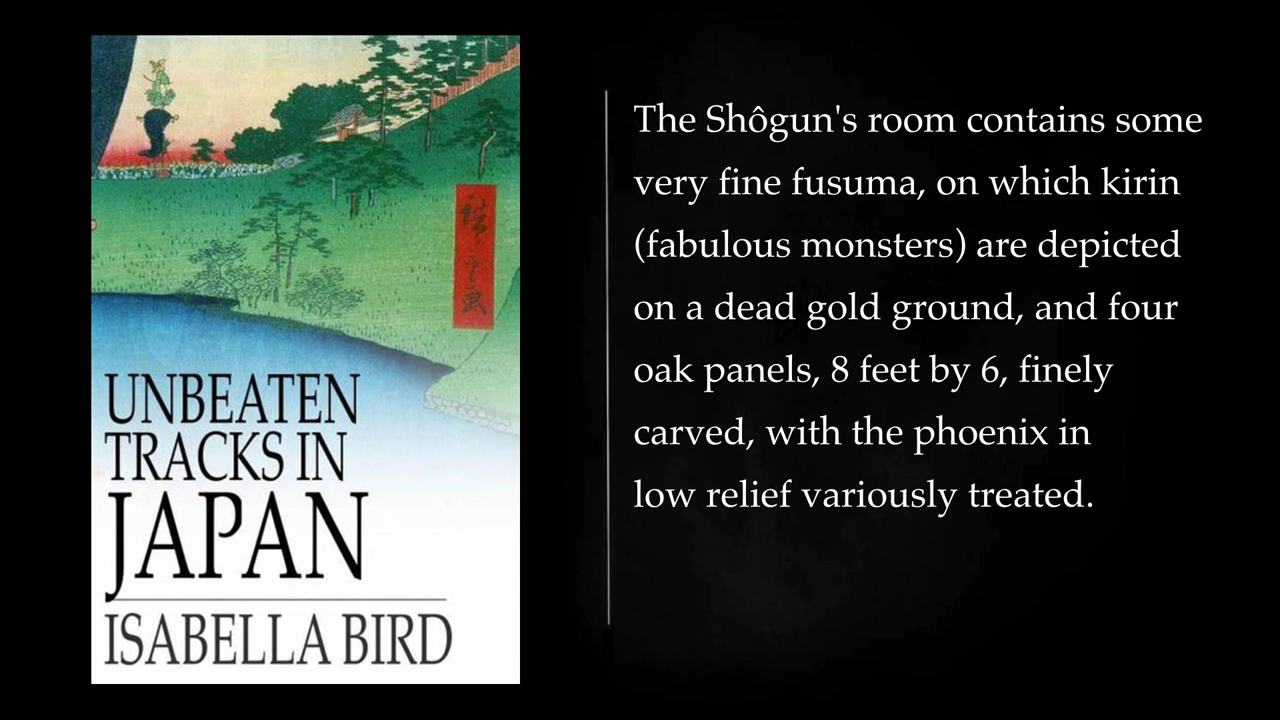 UNBEATEN
TRACKS IN
JAPAN
ISABELLA BIRD
The Shôgun's room contains some
very fine fusuma, on which kirin
(fabulous monsters) are depicted
on a dead gold ground, and four
oak panels, 8 feet by 6, finely
carved, with the phoenix in
low relief variously treated.